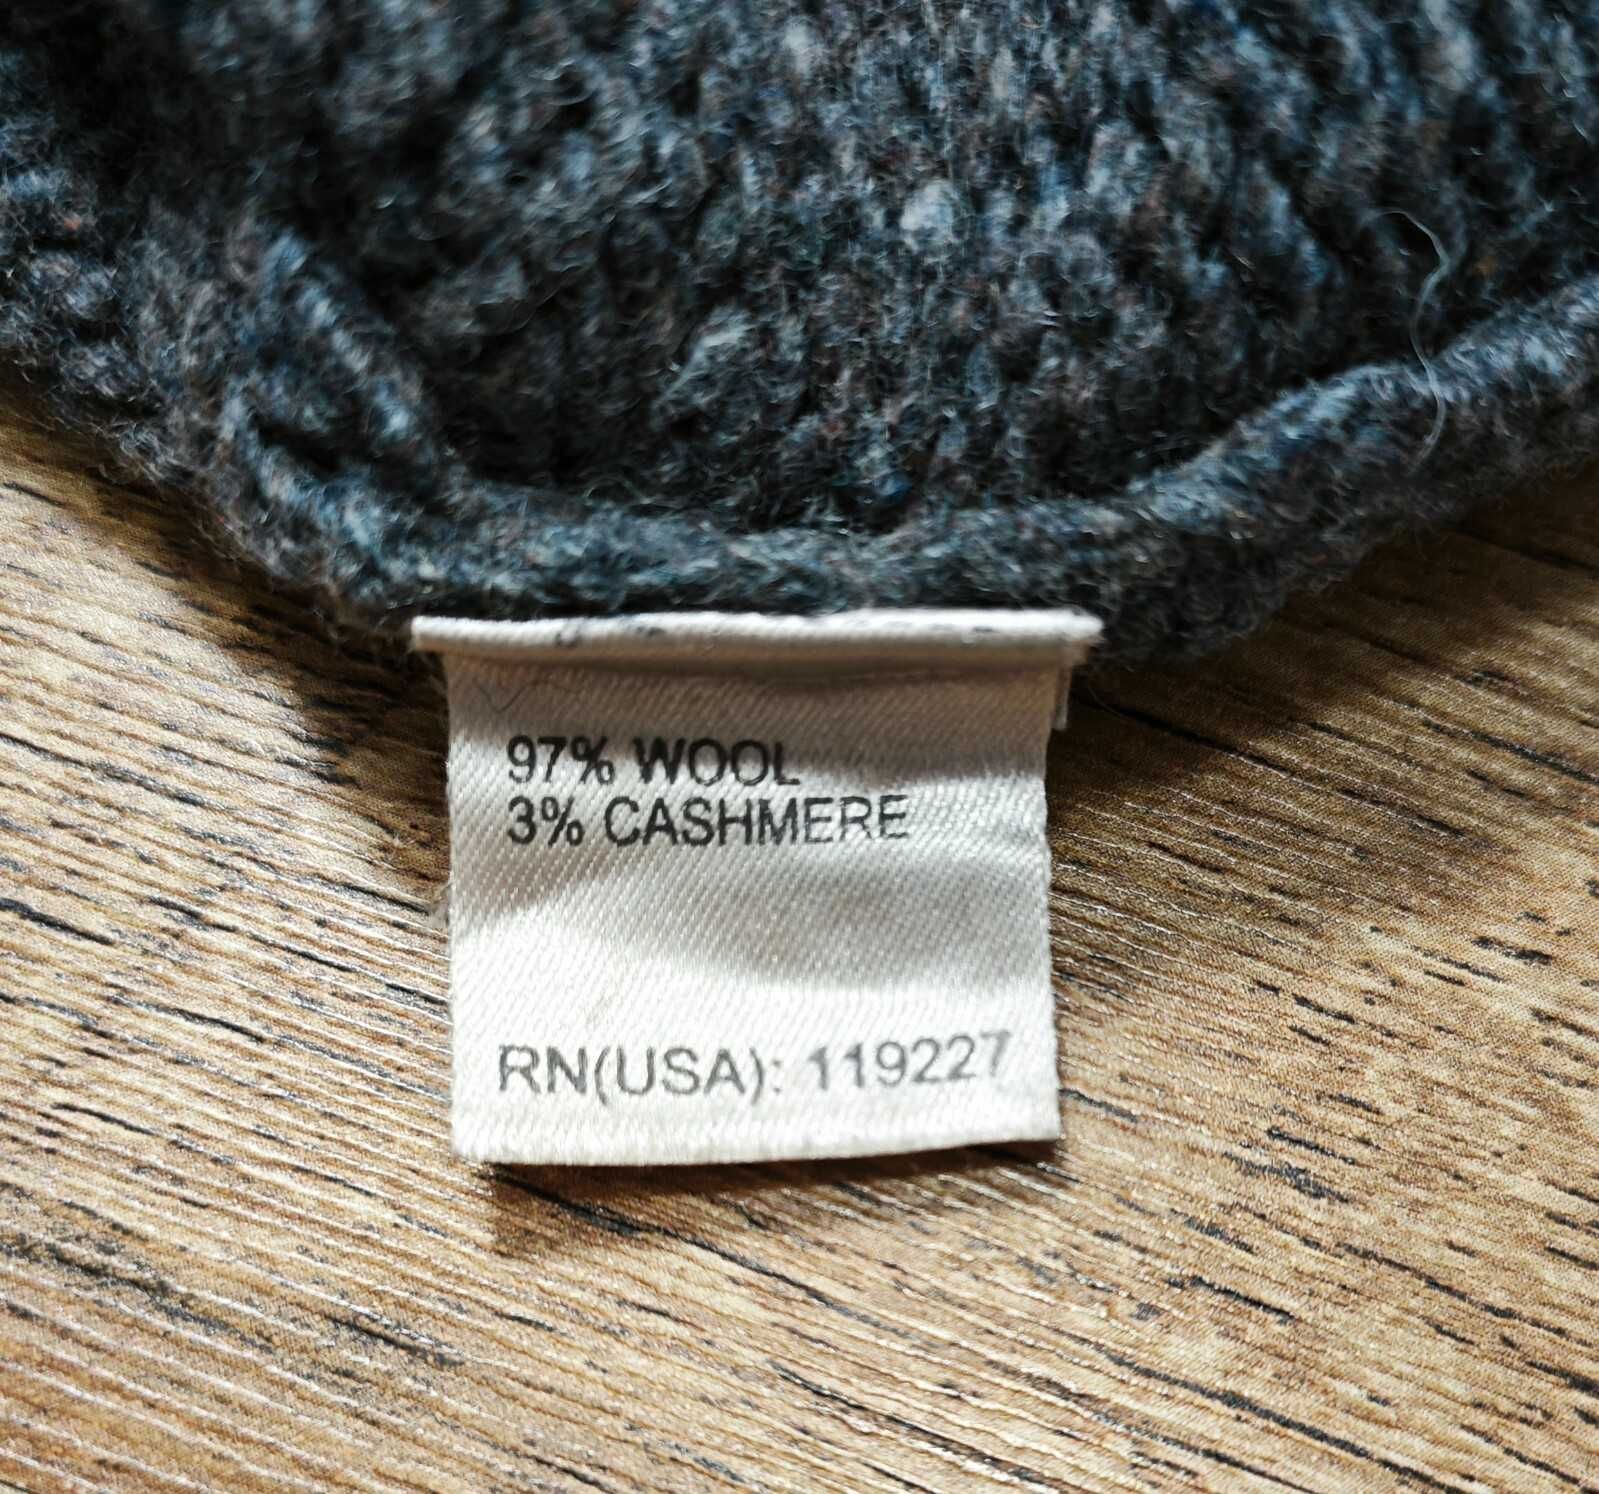 97% WOOL
3% CASHMERE
RN(USA): 119227